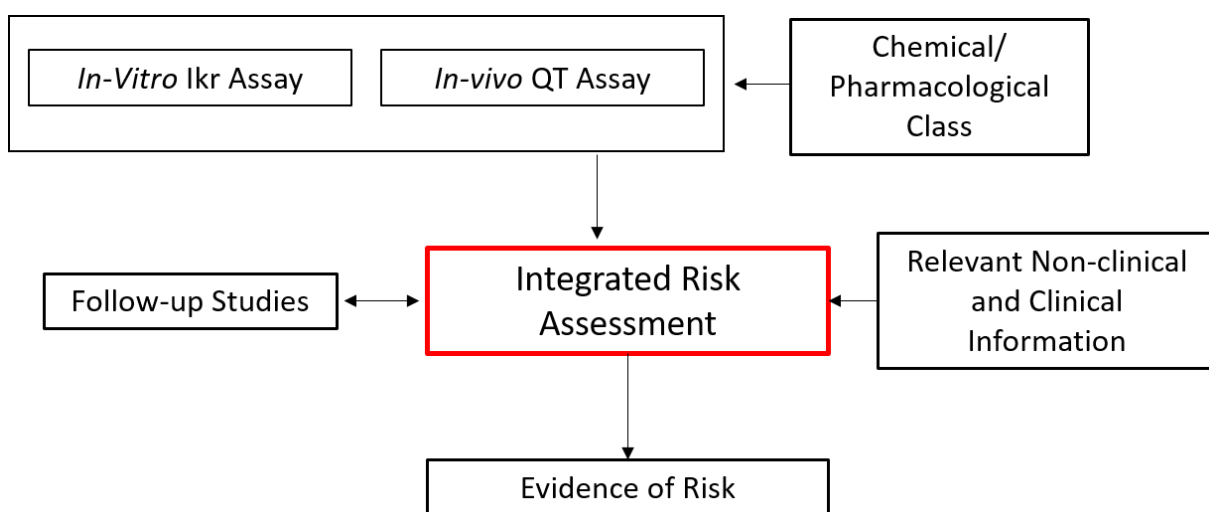 In-Vitro Ikr Assay
In-vivo QT Assay
Chemical/
Pharmacological
Class
Follow-up Studies
Integrated Risk
Assessment
Relevant Non-clinical
and Clinical
Information
Evidence of Risk